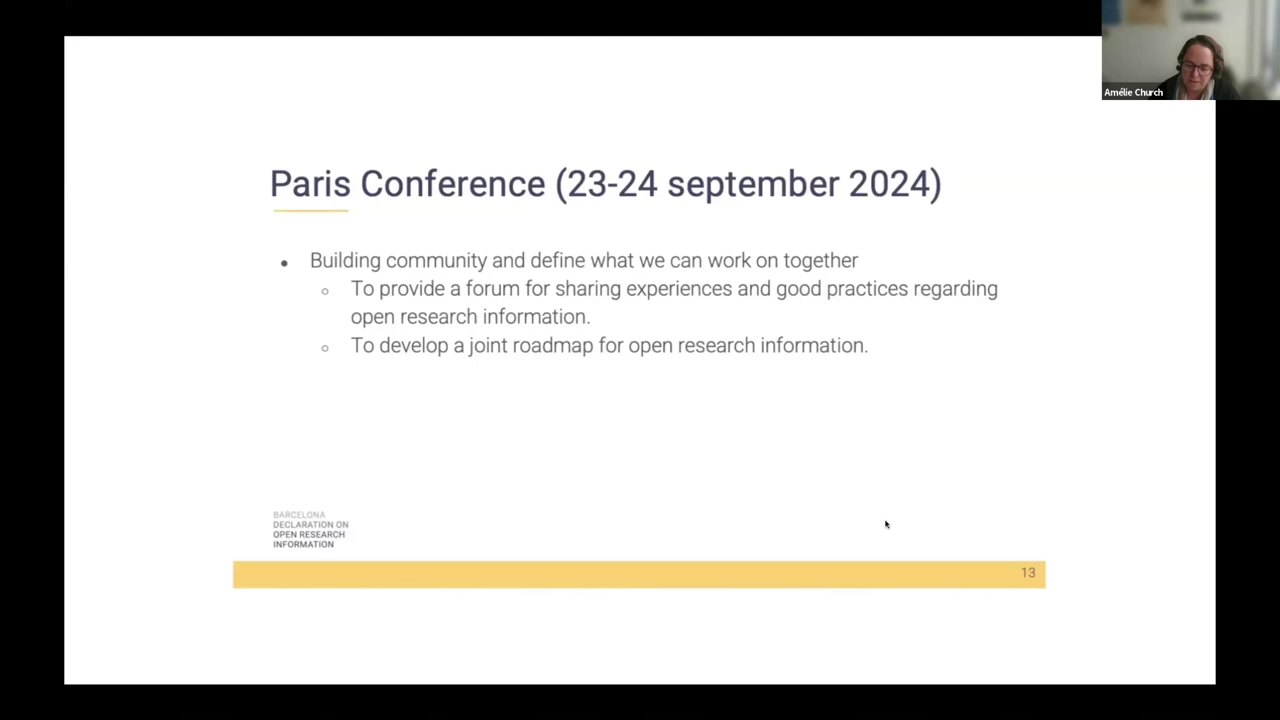 Amélie Church
Paris Conference (23-24 september 2024)
● Building community and define what we can work on together
○ To provide a forum for sharing experiences and good practices regarding
open research information.
○ To develop a joint roadmap for open research information.
BARCELONA
DECLARATION ON
OPEN RESEARCH
INFORMATION
13